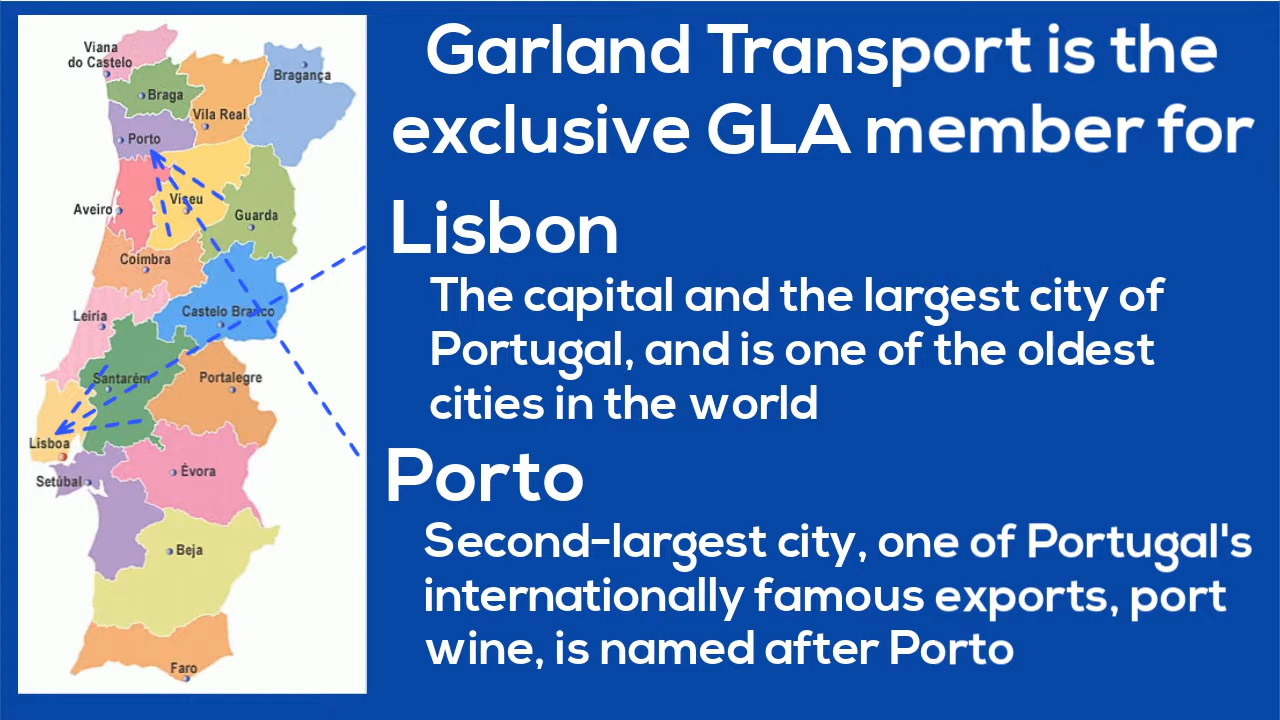 Garland Transport is the
exclusive GLA member for
Lisbon
The capital and the largest city of
Portugal, and is one of the oldest
cities in the world
Porto
Second-largest city, one of Portugal's
internationally famous exports, port
wine, is named after Porto
Viana
do Castelo
Bragança
Braga
Vila Real
Porto
Viseu
Aveiro
Guarda
Coimbra
Leiria
Castelo Branco
Santarém
Portalegre
Lisboa
Setúbal
Évora
Beja
Faro